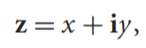 z = x + iy,